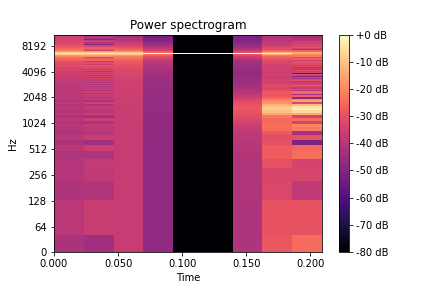 Power spectrogram
8192
4096
2048
1024
512
256
128
64
0
Hz
0.000 0.050 0.100 0.150 0.200
Time
+0 dB
-10 dB
-20 dB
-30 dB
-40 dB
-50 dB
-60 dB
-70 dB
-80 dB